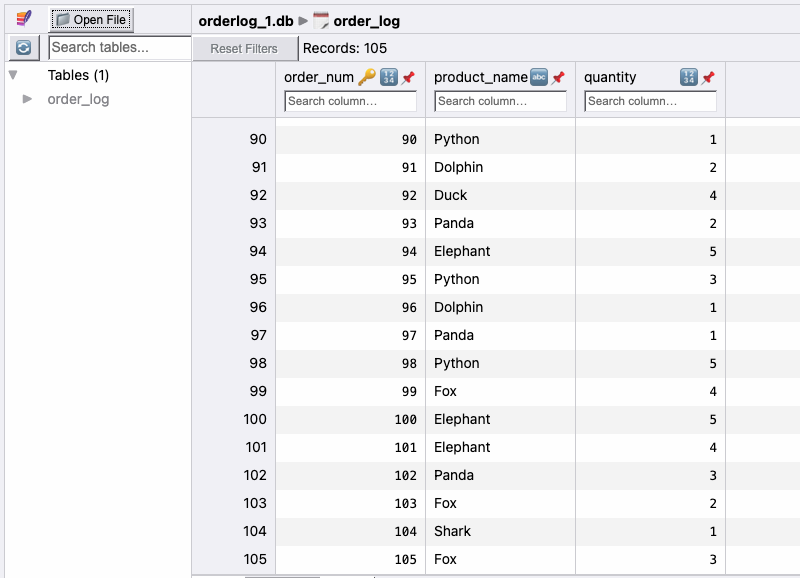 Open File
orderlog_1.db ▶ order_log
Search tables...
Reset Filters Records: 105
Tables (1)
order_log
order_num product_name quantity
Search column... Search column... Search column...
90 90 Python 1
91 91 Dolphin 2
92 92 Duck 4
93 93 Panda 2
94 94 Elephant 5
95 95 Python 3
96 96 Dolphin 1
97 97 Panda 1
98 98 Python 5
99 99 Fox 4
100 100 Elephant 5
101 101 Elephant 4
102 102 Panda 3
103 103 Fox 2
104 104 Shark 1
105 105 Fox 3